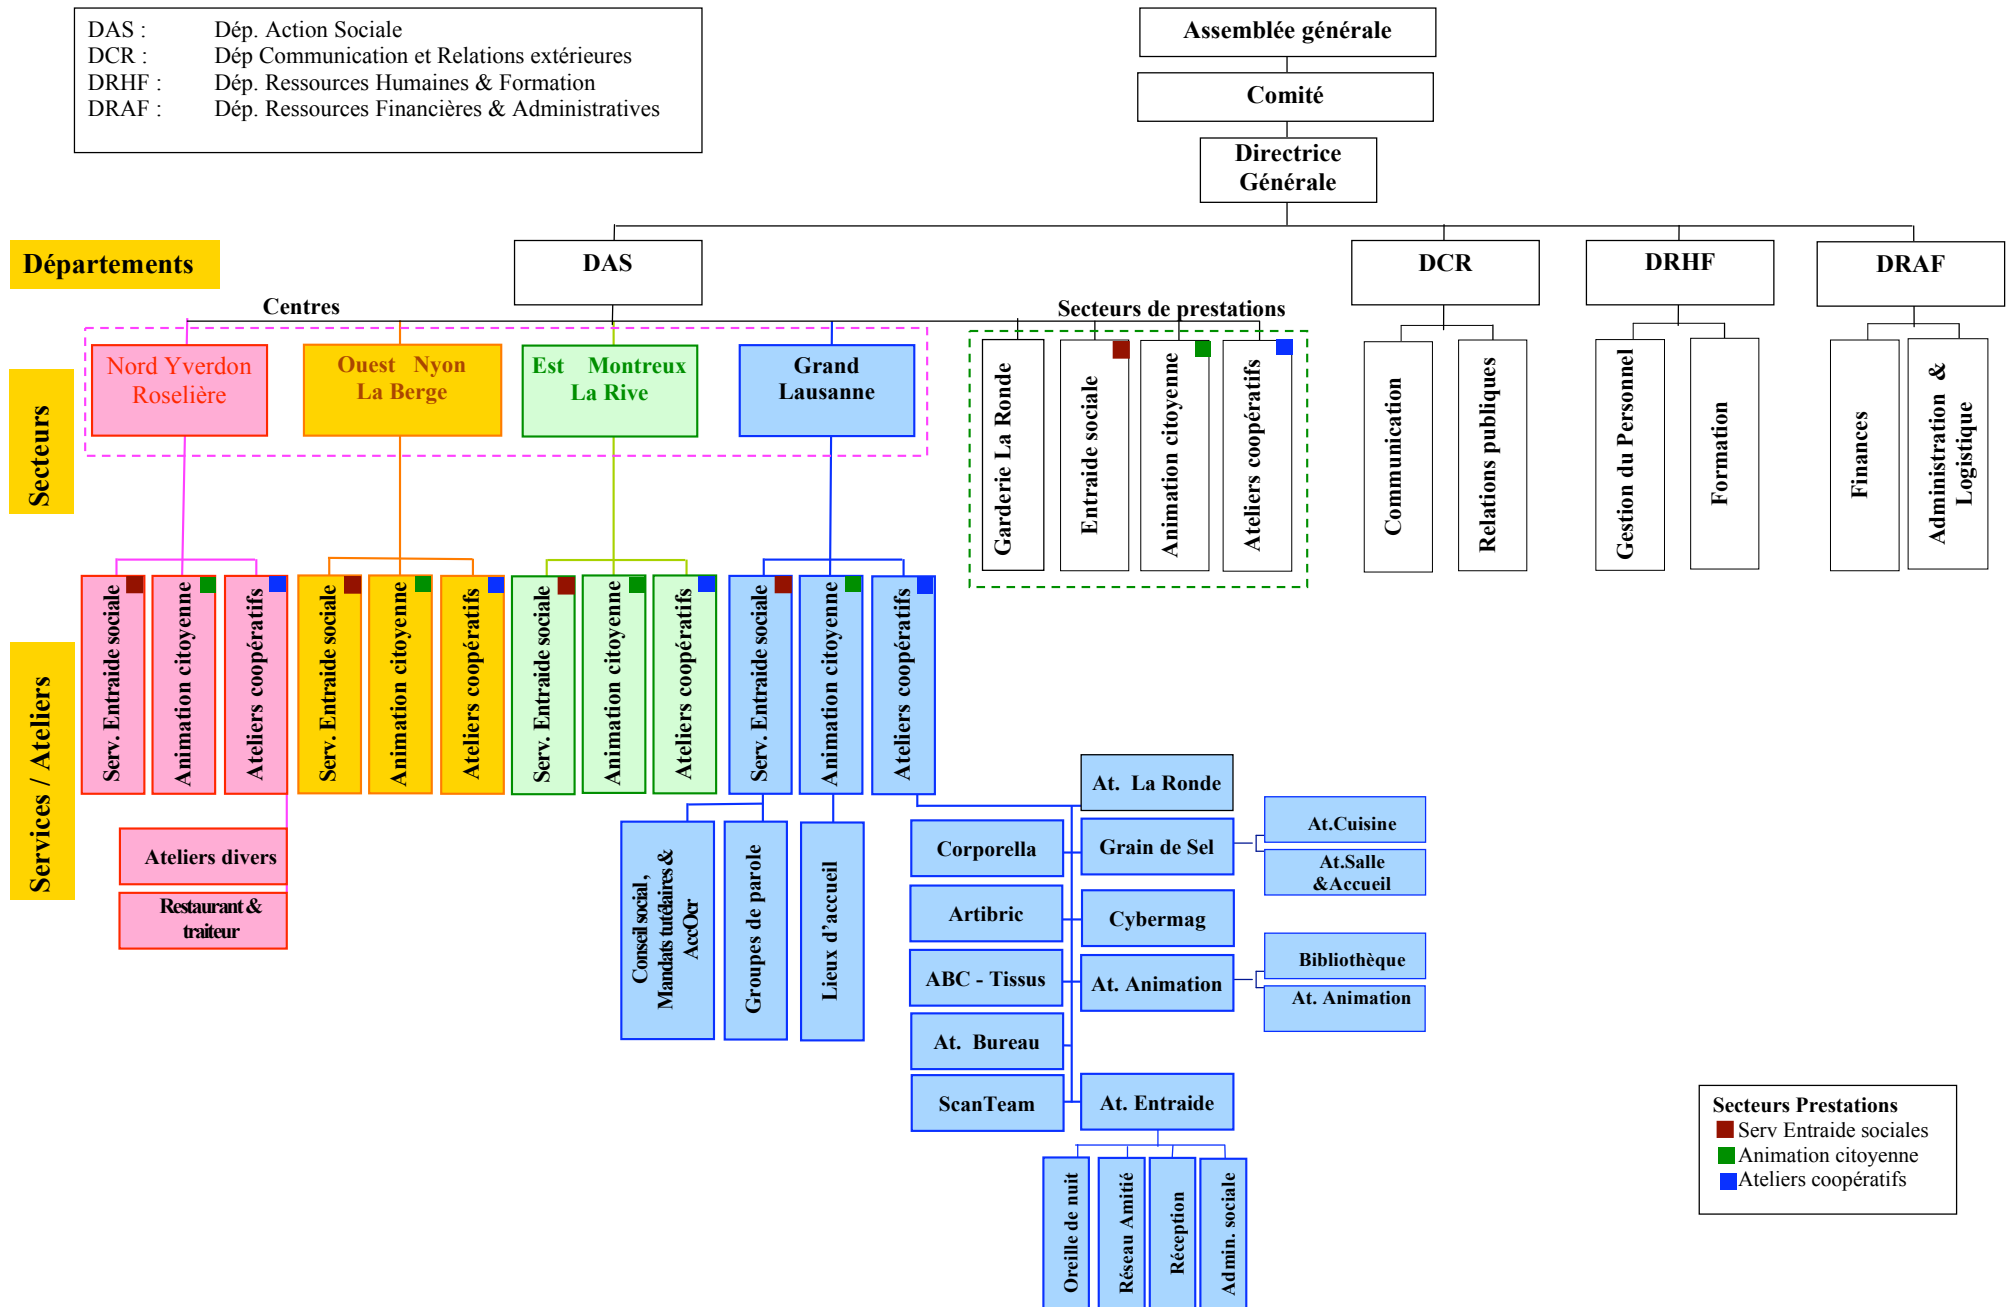 DAS : Dép. Action Sociale
DCR : Dép Communication et Relations extérieures
DRHF : Dép. Ressources Humaines & Formation
DRAF : Dép. Ressources Financières & Administratives
Assemblée générale
Comité
Directrice
Générale
Départements
DAS
DCR
DRHF
DRAF
Centres
Secteurs de prestations
Secteurs
Nord Yverdon
Roselière
Ouest Nyon
La Berge
Est Montreux
La Rive
Grand
Lausanne
Garderie La Ronde
Entraide sociale
Animation citoyenne
Ateliers coopératifs
Communication
Relations publiques
Gestion du Personnel
Formation
Finances
Administration &
Logistique
Services / Ateliers
Serv. Entraide sociale
Animation citoyenne
Ateliers coopératifs
Serv. Entraide sociale
Animation citoyenne
Ateliers coopératifs
Serv. Entraide sociale
Animation citoyenne
Ateliers coopératifs
Serv. Entraide sociale
Animation citoyenne
Ateliers coopératifs
Ateliers divers
Restaurant &
traiteur
Conseil social ,
Mandats tutélaires &
AccOcr
Groupes de parole
Lieux d'accueil
At. La Ronde
Corporella
Grain de Sel
At.Cuisine
At.Salle
&Accueil
Artibric
Cybermag
ABC - Tissus
At. Animation
Bibliothèque
At. Animation
At. Bureau
ScanTeam
At. Entraide
Oreille de nuit
Réseau Amitié
Réception
Admin. sociale
Secteurs Prestations
Serv Entraide sociales
Animation citoyenne
Ateliers coopératifs